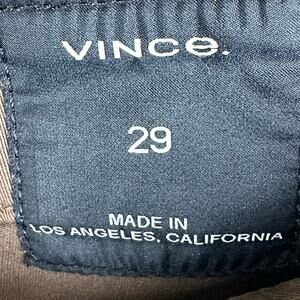 VINCe.
29
MADE IN
LOS ANGELES, CALIFORNIA